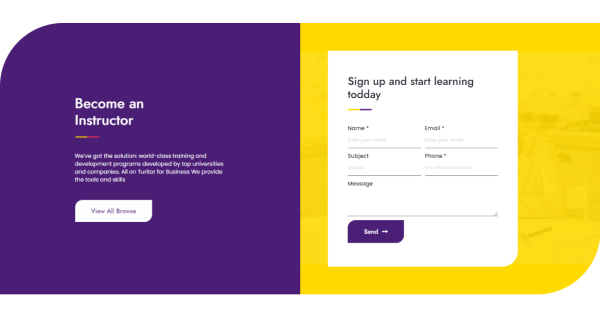 Become an
Instructor
We've got the solution: world-class training and
development programs developed by top universities
and companies. All on Turitor for Business We provide
the tools and skills
View All Browse
Sign up and start learning
todday
Name *
Email *
Enter your name
Enter your email
Subject
Phone *
Subject
Your Phone number
Message
Send →